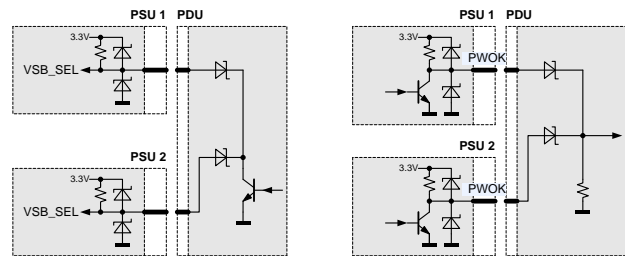 PSU 1 PDU
3.3V
VSB_SEL
PSU 2
3.3V
VSB_SEL
PSU 1 PDU
3.3V
PWOK
PSU 2
3.3V
PWOK